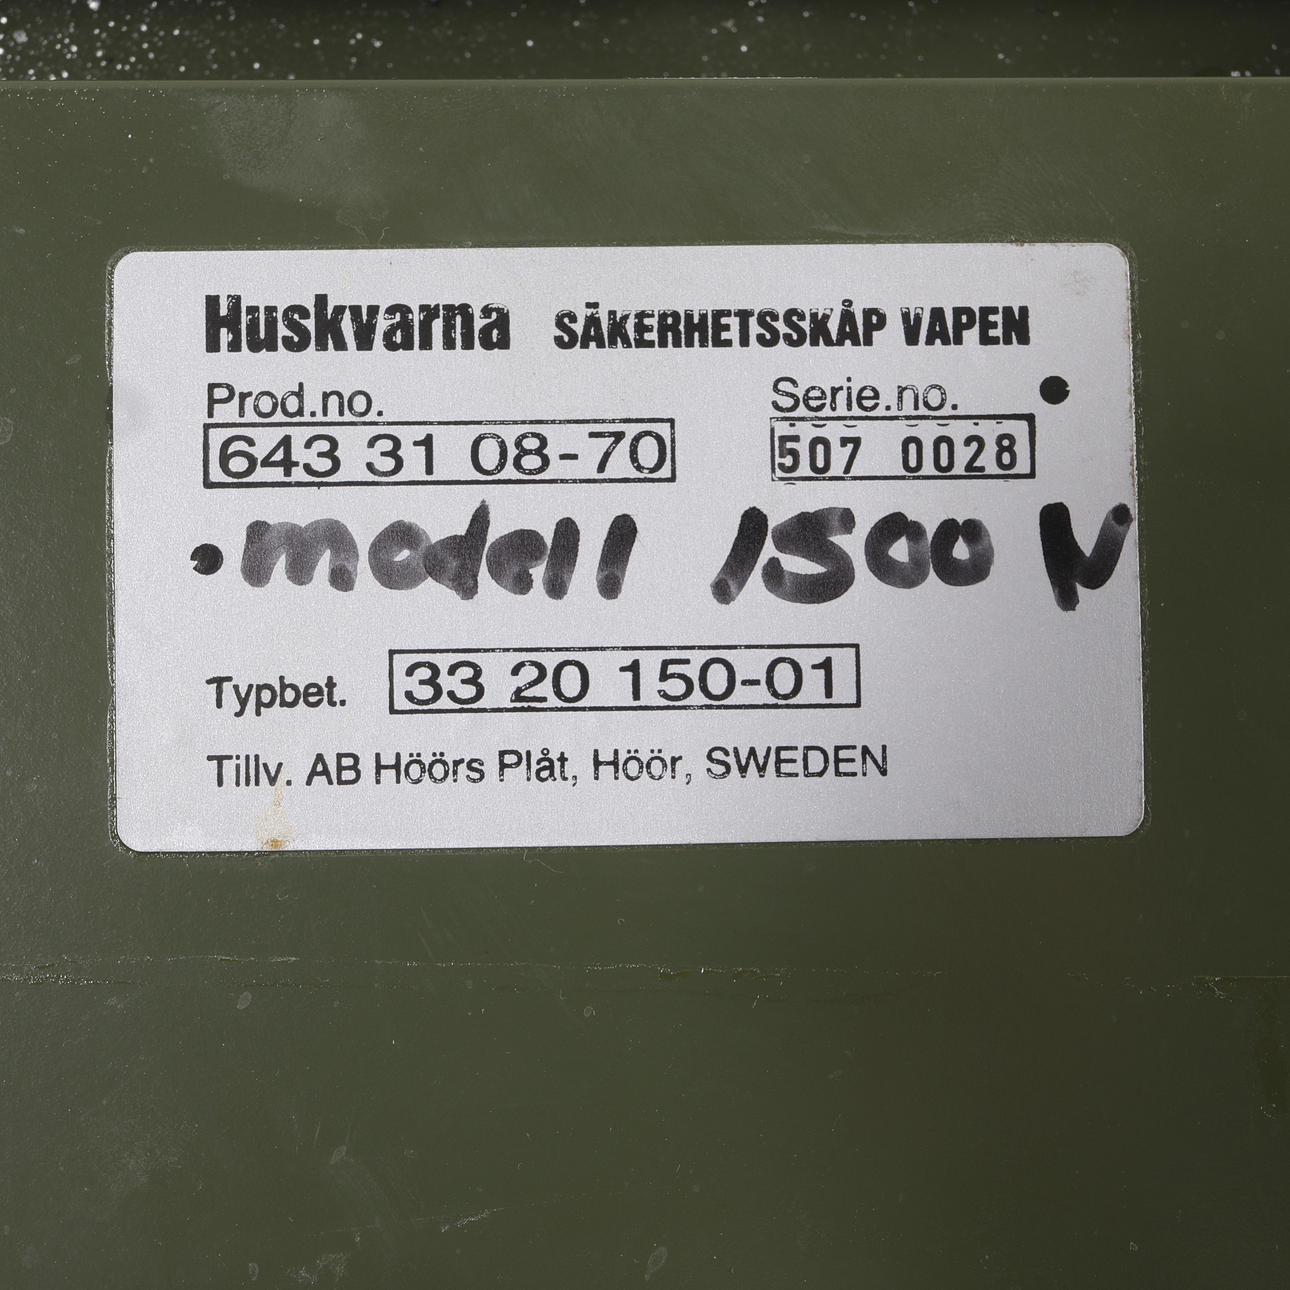 Huskvarna SÄKERHETSSKÅP VAPEN
Prod.no. Serie.no.
643 31 08-70 507 0028
modell 1500 V
Typbet. 33 20 150-01
Tillv. AB Höörs Plåt, Höör, SWEDEN